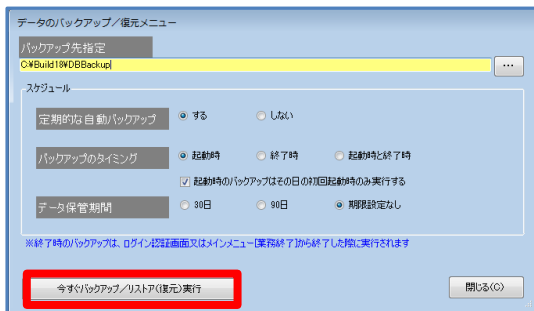 データのバックアップ／復元メニュー
バックアップ先指定
C:¥Build18¥DBBackup
...
スケジュール
定期的な自動バックアップ
する
しない
バックアップのタイミング
起動時
終了時
起動時と終了時
起動時のバックアップはその日の初回起動時のみ実行する
データ保管期間
30日
90日
期限設定なし
※終了時のバックアップは、ログイン認証画面又はメインメニュー[業務終了]から終了した際に実行されます
今すぐバックアップ／リストア(復元)実行
閉じる(C)